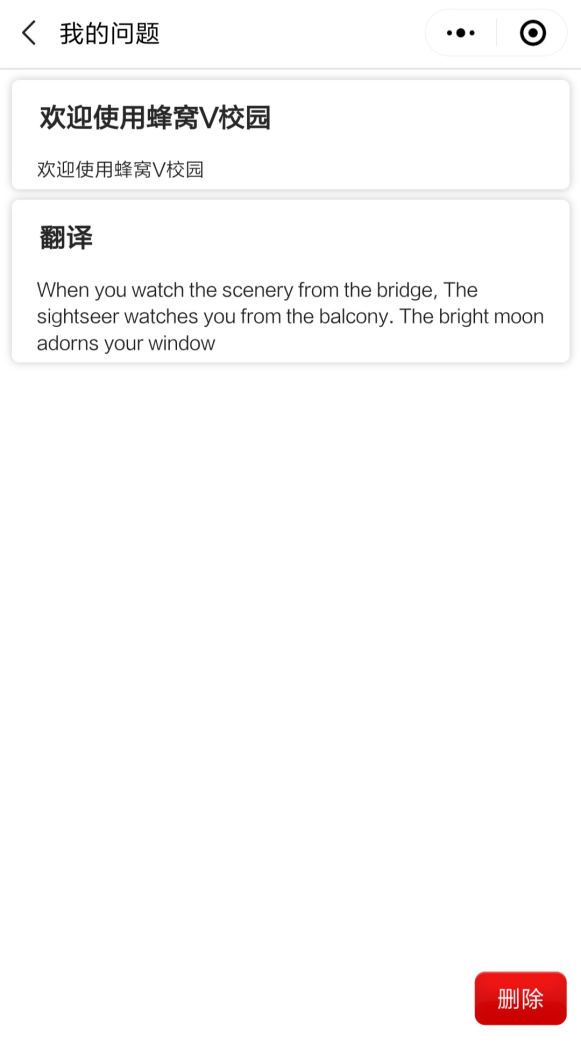 我的问题
欢迎使用蜂窝V校园
欢迎使用蜂窝V校园
翻译
When you watch the scenery from the bridge, The
sightseer watches you from the balcony. The bright moon
adorns your window
删除